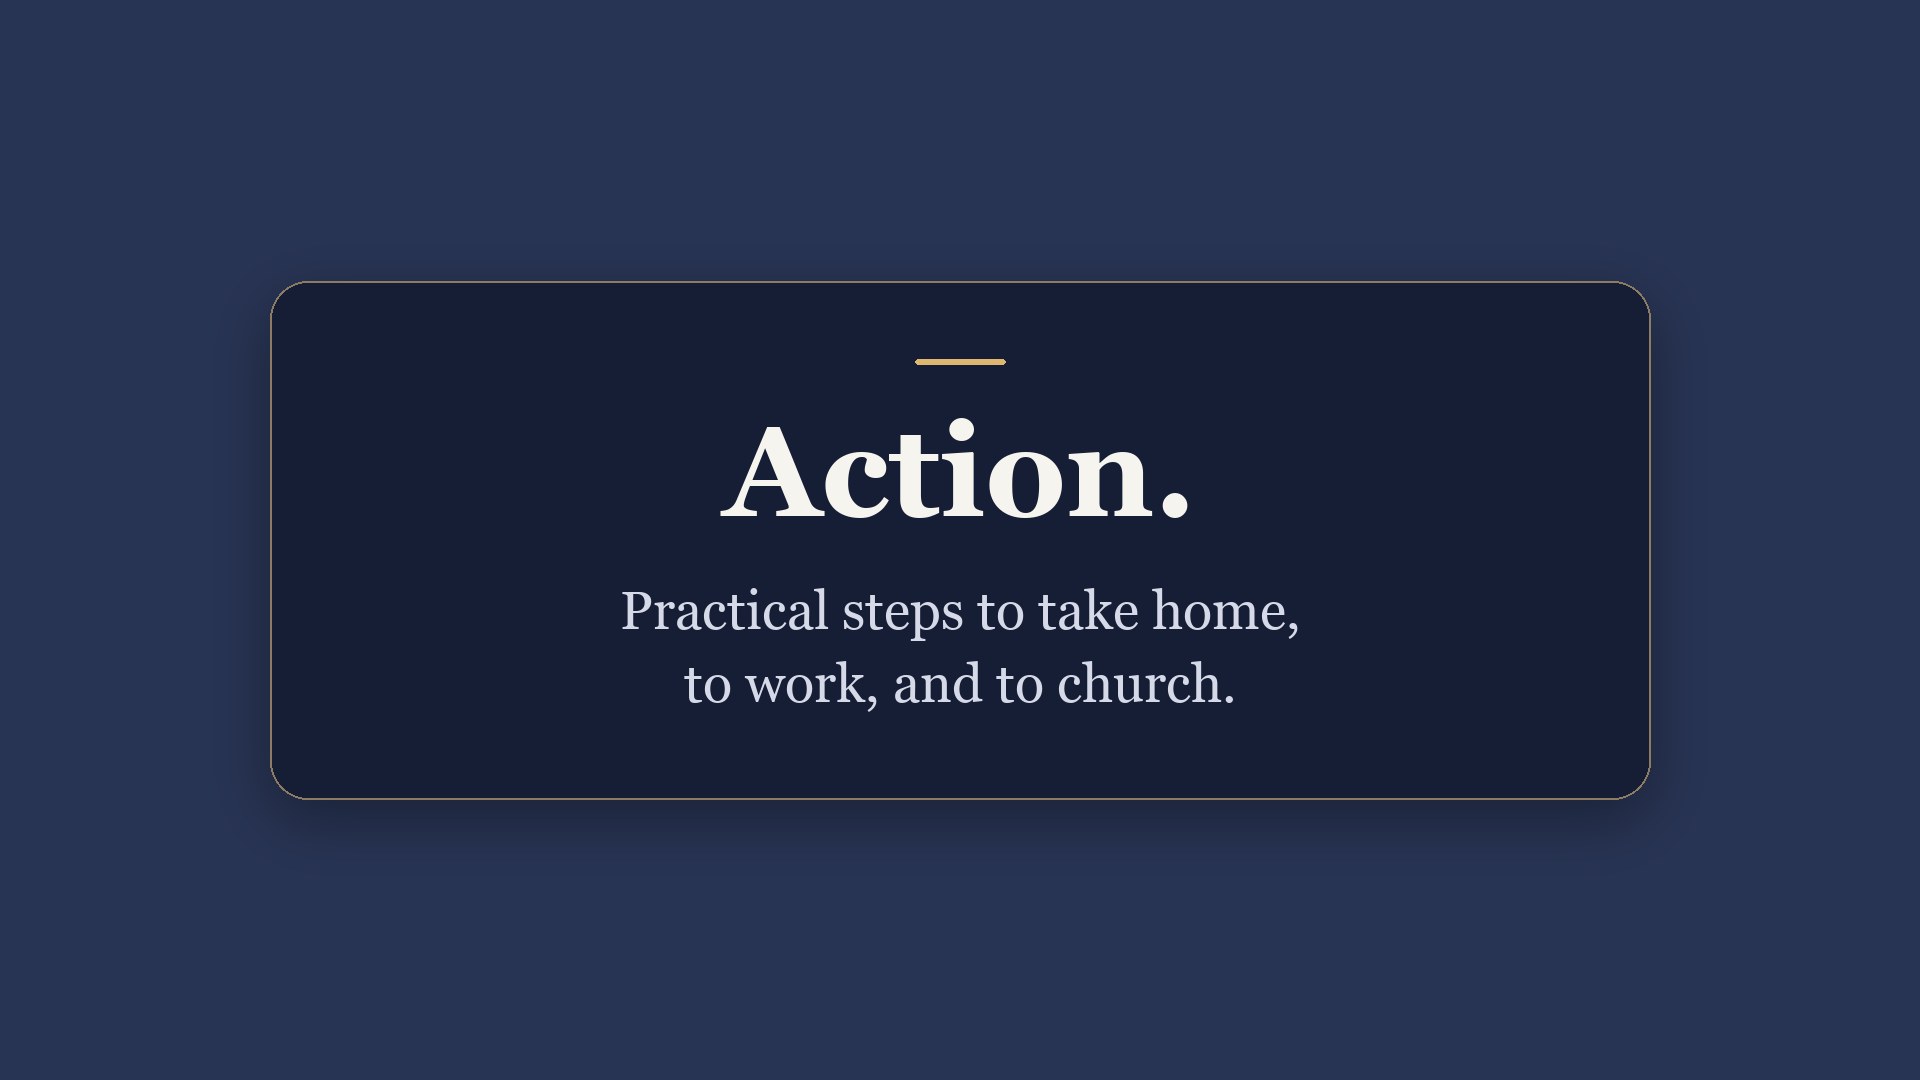 Action.
Practical steps to take home,
to work, and to church.